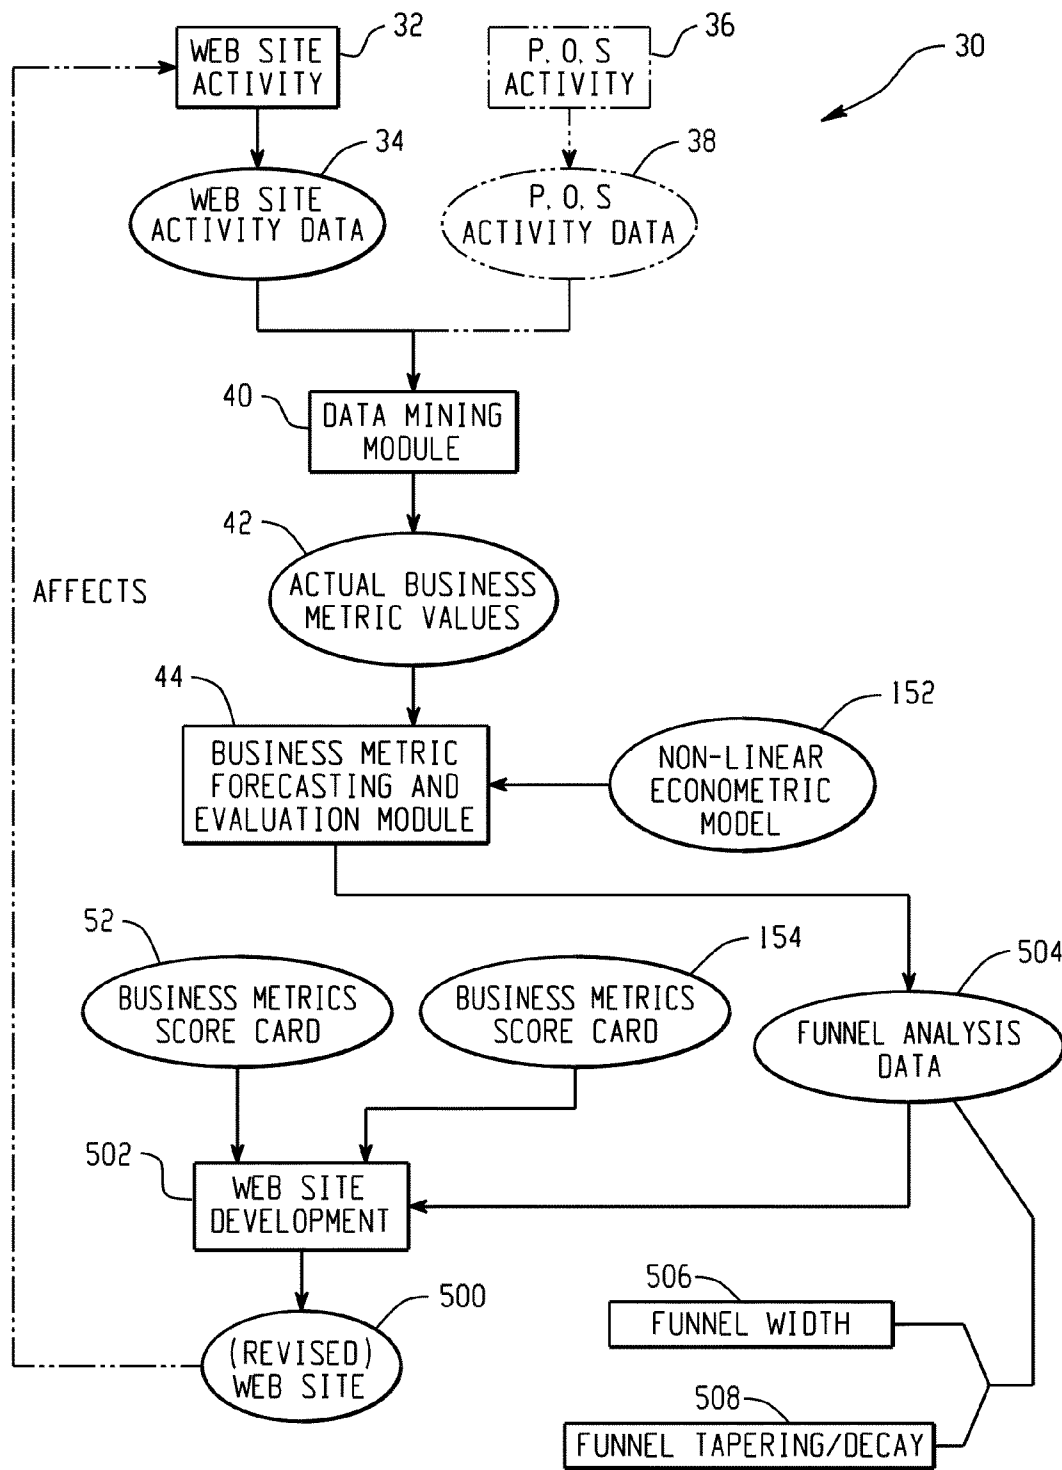 32
WEB SITE
ACTIVITY
36
P.O.S
ACTIVITY
30
34
WEB SITE
ACTIVITY DATA
38
P.O.S
ACTIVITY DATA
40
DATA MINING
MODULE
42
ACTUAL BUSINESS
METRIC VALUES
AFFECTS
44
BUSINESS METRIC
FORECASTING AND
EVALUATION MODULE
152
NON-LINEAR
ECONOMETRIC
MODEL
52
BUSINESS METRICS
SCORE CARD
154
BUSINESS METRICS
SCORE CARD
504
FUNNEL ANALYSIS
DATA
502
WEB SITE
DEVELOPMENT
500
(REVISED)
WEB SITE
506
FUNNEL WIDTH
508
FUNNEL TAPERING/DECAY